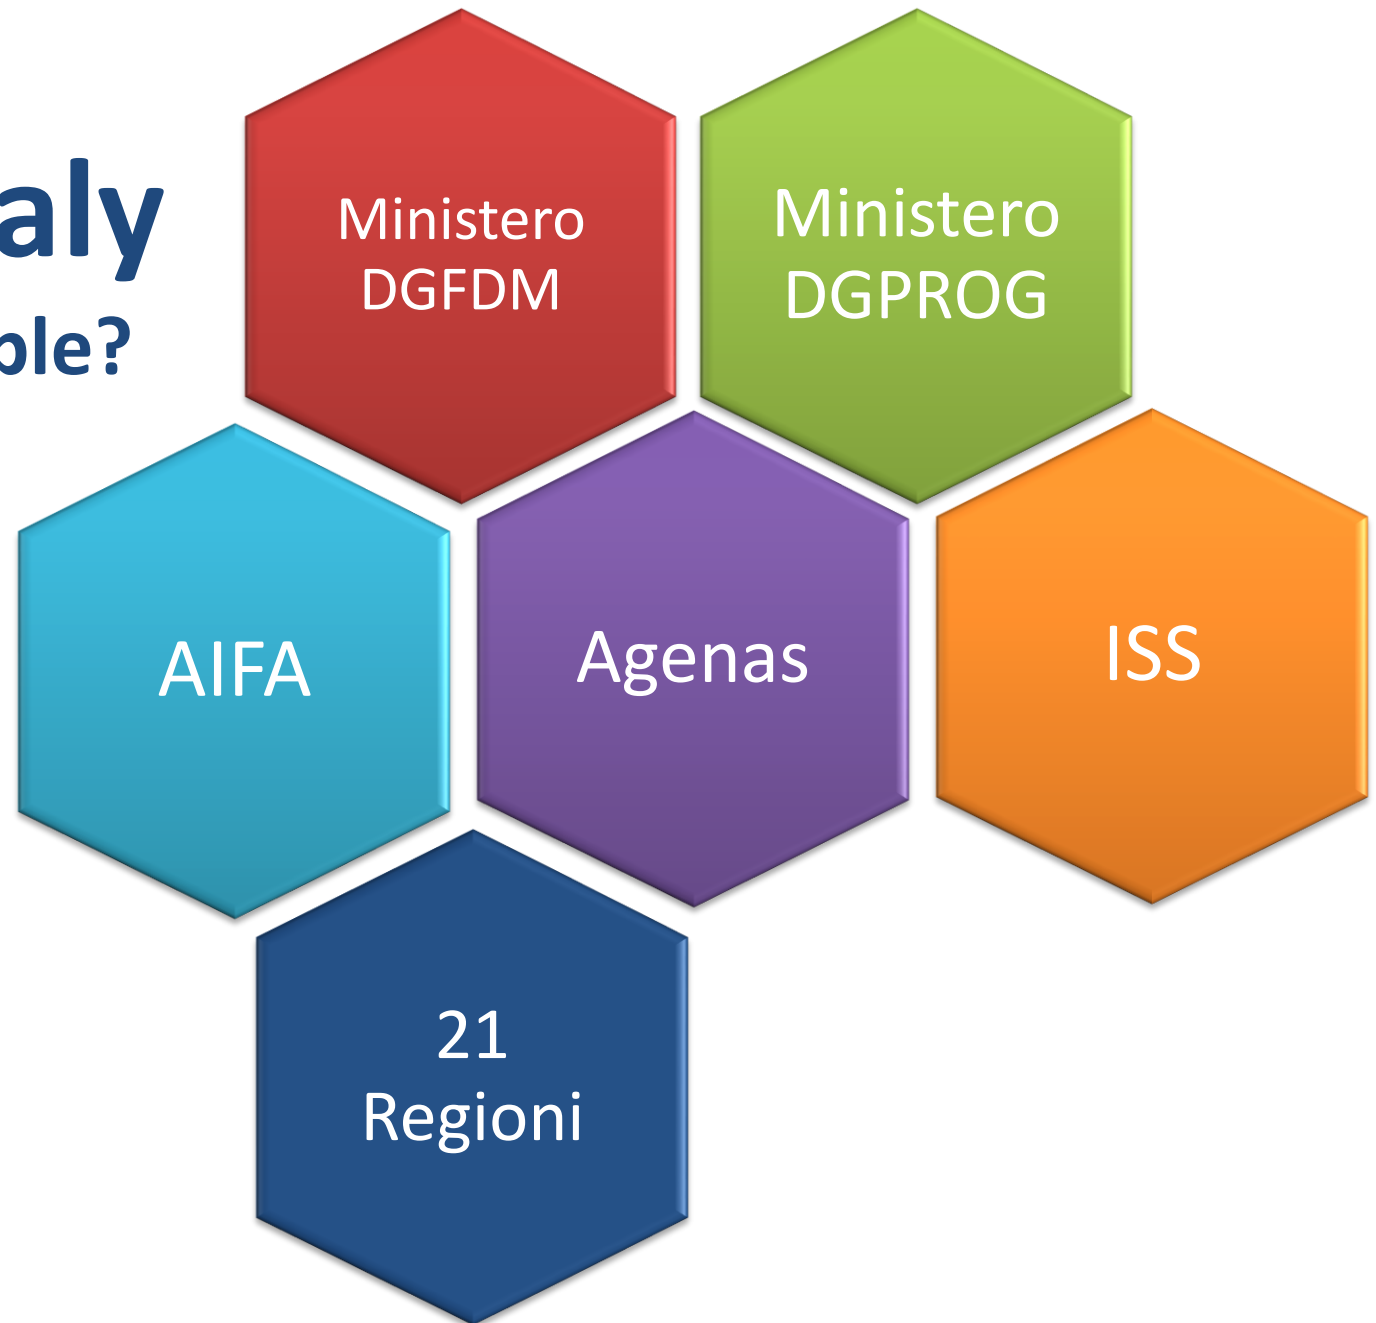 aly
ple?
Ministero
DGFDM
Ministero
DGPROG
AIFA
Agenas
ISS
21
Regioni